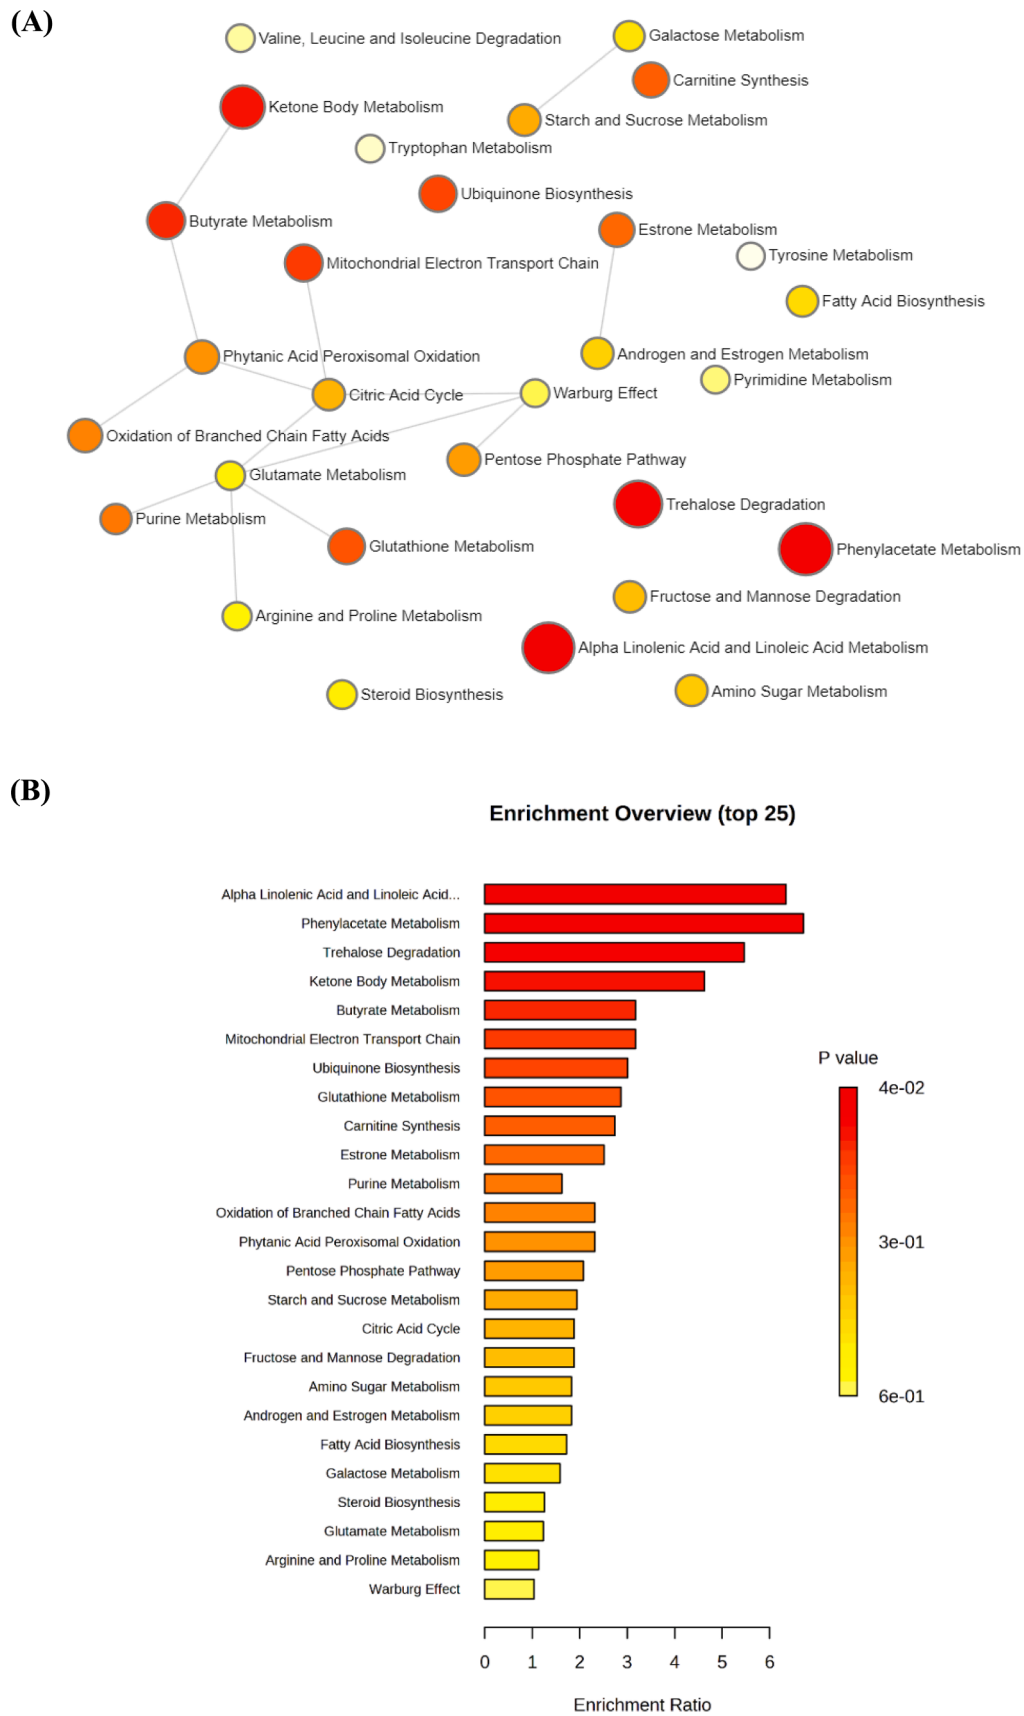 (A)
Valine, Leucine and Isoleucine Degradation
Galactose Metabolism
Carnitine Synthesis
Ketone Body Metabolism
Starch and Sucrose Metabolism
Tryptophan Metabolism
Ubiquinone Biosynthesis
Butyrate Metabolism
Estrone Metabolism
Tyrosine Metabolism
Mitochondrial Electron Transport Chain
Fatty Acid Biosynthesis
Phytanic Acid Peroxisomal Oxidation
Androgen and Estrogen Metabolism
Pyrimidine Metabolism
Citric Acid Cycle
Warburg Effect
Oxidation of Branched Chain Fatty Acids
Pentose Phosphate Pathway
Glutamate Metabolism
Trehalose Degradation
Purine Metabolism
Glutathione Metabolism
Phenylacetate Metabolism
Fructose and Mannose Degradation
Arginine and Proline Metabolism
Alpha Linolenic Acid and Linoleic Acid Metabolism
Steroid Biosynthesis
Amino Sugar Metabolism
(B)
Enrichment Overview (top 25)
Alpha Linolenic Acid and Linoleic Acid...
Phenylacetate Metabolism
Trehalose Degradation
Ketone Body Metabolism
Butyrate Metabolism
Mitochondrial Electron Transport Chain
Ubiquinone Biosynthesis
Glutathione Metabolism
Carnitine Synthesis
Estrone Metabolism
Purine Metabolism
Oxidation of Branched Chain Fatty Acids
Phytanic Acid Peroxisomal Oxidation
Pentose Phosphate Pathway
Starch and Sucrose Metabolism
Citric Acid Cycle
Fructose and Mannose Degradation
Amino Sugar Metabolism
Androgen and Estrogen Metabolism
Fatty Acid Biosynthesis
Galactose Metabolism
Steroid Biosynthesis
Glutamate Metabolism
Arginine and Proline Metabolism
Warburg Effect
P value
4e-02
3e-01
6e-01
0 1 2 3 4 5 6
Enrichment Ratio